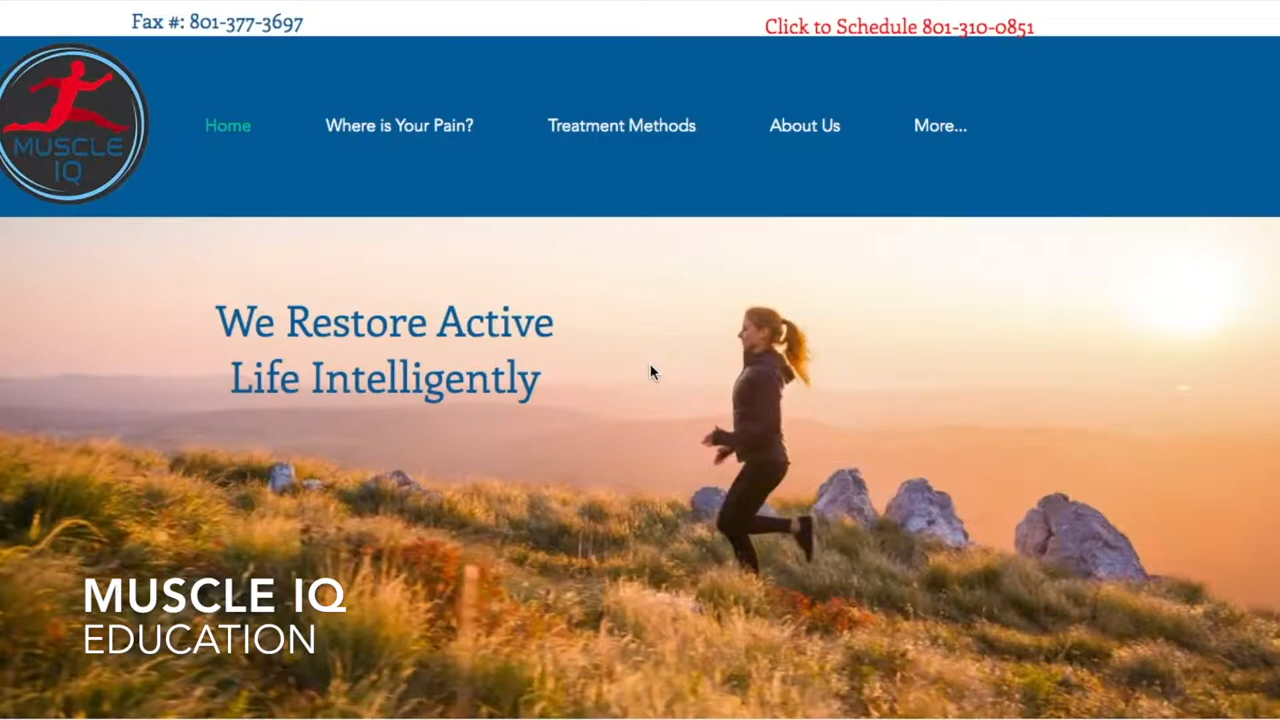 Fax #: 801-377-3697
Click to Schedule 801-310-0851
MUSCLE
IQ
Home
Where is Your Pain?
Treatment Methods
About Us
More...
We Restore Active
Life Intelligently
MUSCLE IQ
EDUCATION